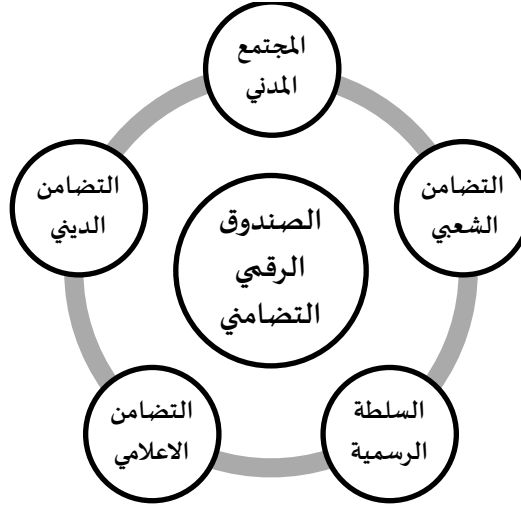 المجتمع
المدني
التضامن
الشعبي
التضامن
الديني
الصندوق
الرقمي
التضامني
السلطة
الرسمية
التضامن
الاعلامي